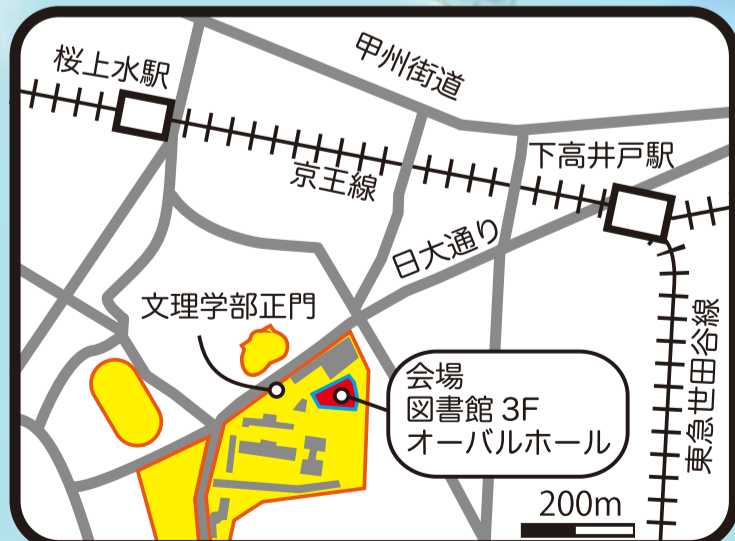 甲州街道
桜上水駅
京王線
下高井戸駅
日大通り
文理学部正門
会場
図書館 3F
オーバルホール
東急世田谷線
200m